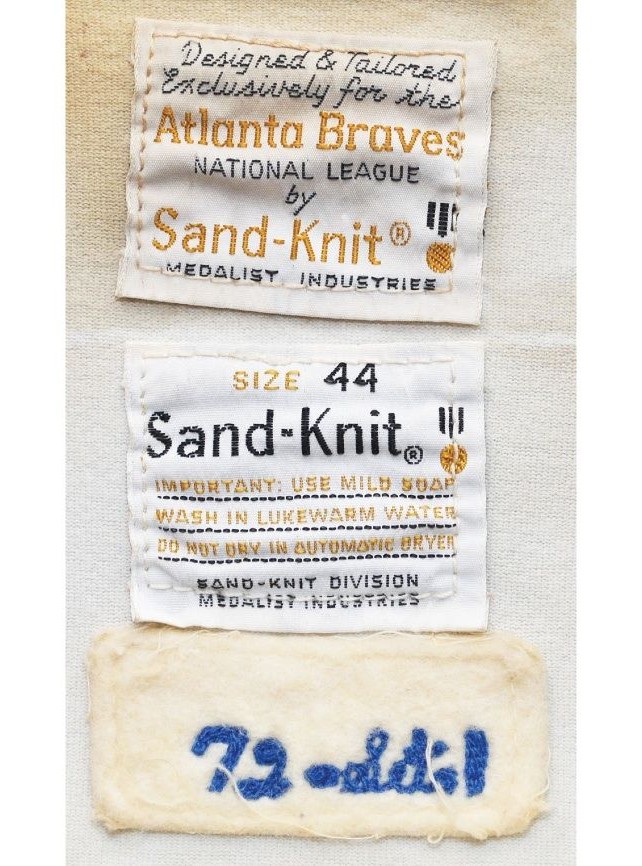 Designed & Tailored
Exclusively for the
Atlanta Braves
NATIONAL LEAGUE
by
Sand-Knit®
MEDALIST INDUSTRIES
SIZE 44
Sand-Knit®
IMPORTANT: USE MILD SOAP
WASH IN LUKEWARM WATER
DO NOT DRY IN AUTOMATIC DRYER
SAND-KNIT DIVISION
MEDALIST INDUSTRIES
72